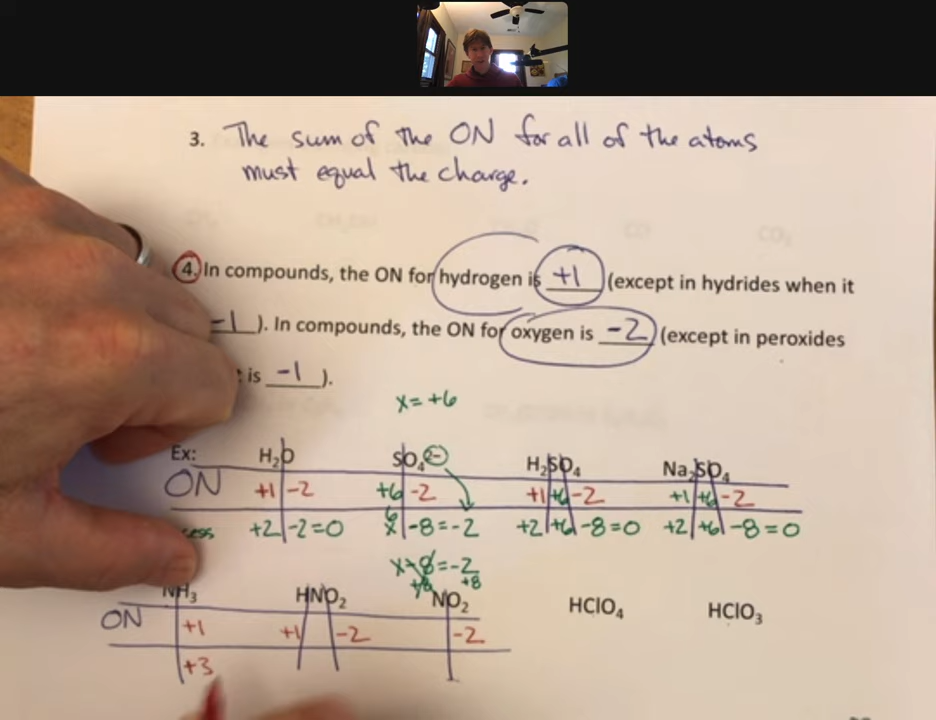 3. The sum of the ON for all of the atoms
must equal the charge.
4. In compounds, the ON for hydrogen is +1 (except in hydrides when it
-1 ). In compounds, the ON for oxygen is -2 (except in peroxides
is -1 ).
x = +6
Ex: H₂O SO₄²⁻ H₂SO₄ Na₂SO₄
ON +1 -2 +6 -2 +1 +6 -2 +1 +6 -2
+2 -2 = 0 6 x -8 = -2 +2 +6 -8 = 0 +2 +6 -8 = 0
x - 8 = -2
+8 +8
NH₃ HNO₂ NO₂ HClO₄ HClO₃
ON +1 +1 -2 -2
+3